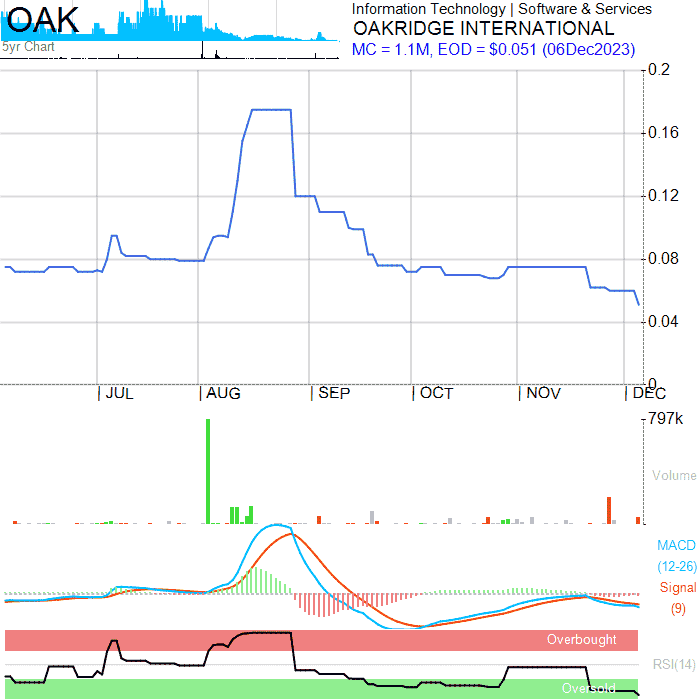 OAK
5yr Chart
Information Technology | Software & Services
OAKRIDGE INTERNATIONAL
MC = 1.1M, EOD = $0.051 (06Dec2023)
0.2
0.16
0.12
0.08
0.04
0
| JUL
| AUG
| SEP
| OCT
| NOV
| DEC
797k
Volume
MACD
(12-26)
Signal
(9)
Overbought
RSI(14)
Oversold